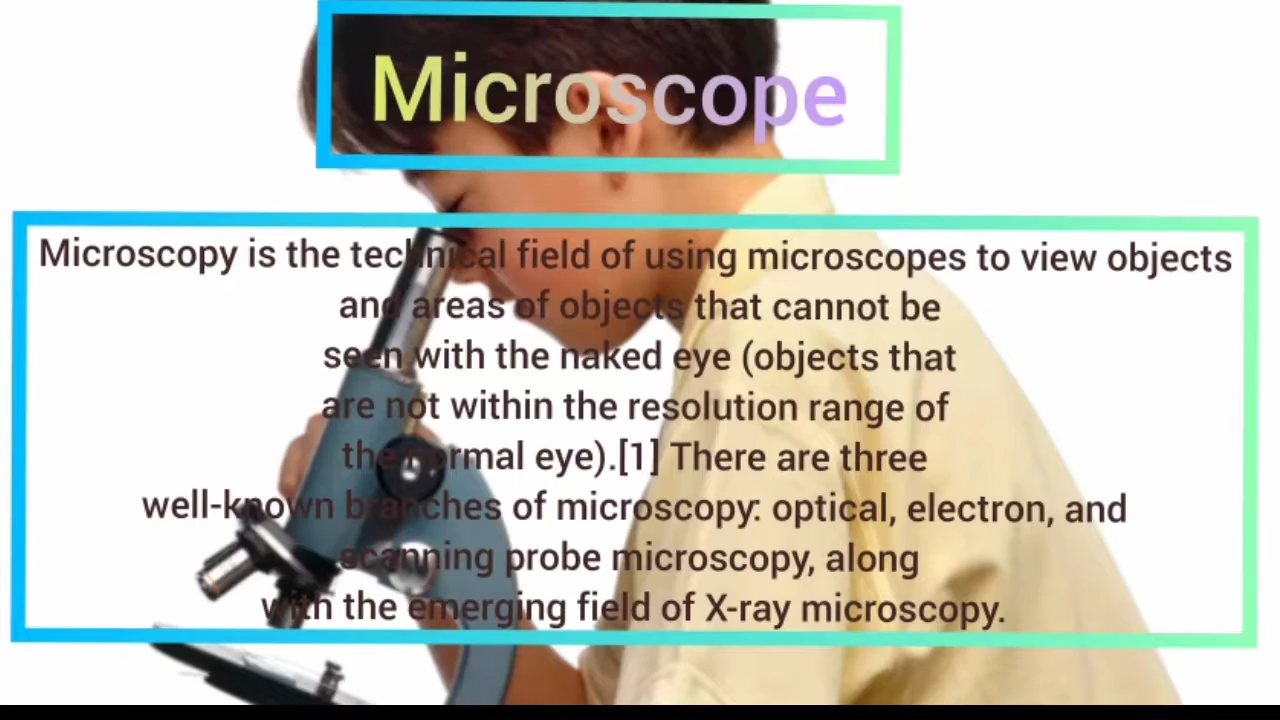 Microscope
Microscopy is the technical field of using microscopes to view objects
and areas of objects that cannot be
seen with the naked eye (objects that
are not within the resolution range of
the normal eye).[1] There are three
well-known branches of microscopy: optical, electron, and
scanning probe microscopy, along
with the emerging field of X-ray microscopy.